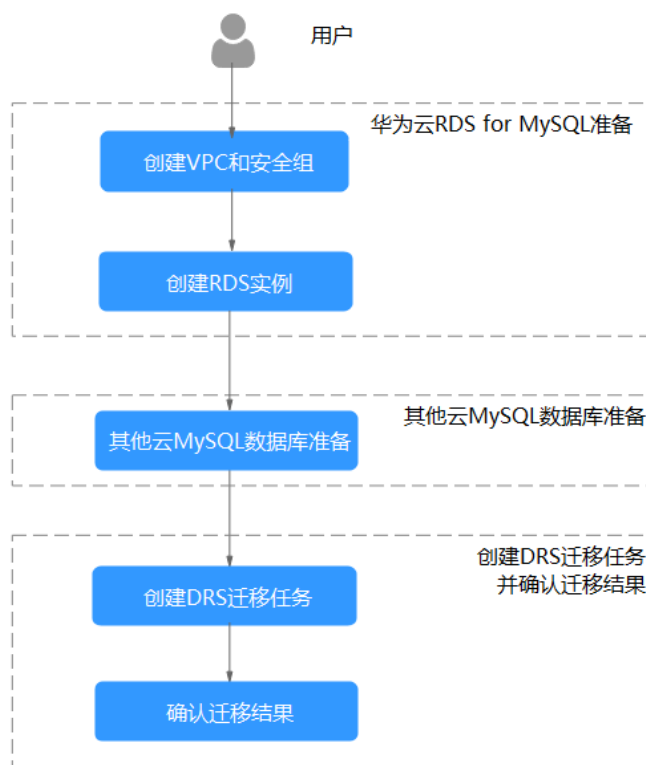 用户
华为云RDS for MySQL准备
创建VPC和安全组
创建RDS实例
其他云MySQL数据库准备
其他云MySQL数据库准备
创建DRS迁移任务
并确认迁移结果
创建DRS迁移任务
确认迁移结果